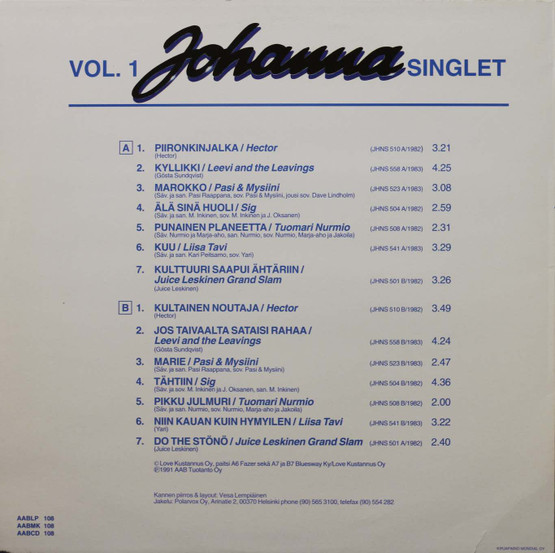 VOL. 1 Johanna SINGLET
A 1. PIIRONKINJALKA / Hector (JHNS 510 A/1982) 3.21
(Hector)
2. KYLLIKKI / Leevi and the Leavings (JHNS 558 A/1983) 4.25
(Gösta Sundqvist)
3. MAROKKO / Pasi & Mysiini (JHNS 523 A/1983) 3.08
(Säv. ja san. Pasi Raappana, sov. Pasi & Mysiini, jousi sov. Dave Lindholm)
4. ÄLÄ SINÄ HUOLI / Sig (JHNS 504 A/1982) 2.59
(Säv. ja san. M. Inkinen, sov. M. Inkinen ja J. Oksanen)
5. PUNAINEN PLANEETTA / Tuomari Nurmio (JHNS 508 A/1982) 2.31
(Säv. Nurmio ja Marja-aho, san. Nurmio, sov. Nurmio, Marja-aho ja Jakoila)
6. KUU / Liisa Tavi (JHNS 541 A/1983) 3.29
(Säv. ja san. Kari Peitsamo, sov. Yari)
7. KULTTUURI SAAPUI ÄHTÄRIIN /
Juice Leskinen Grand Slam (JHNS 501 B/1982) 3.26
(Juice Leskinen)
B 1. KULTAINEN NOUTAJA / Hector (JHNS 510 B/1982) 3.49
(Hector)
2. JOS TAIVAALTA SATAISI RAHAA /
Leevi and the Leavings (JHNS 558 B/1983) 4.24
(Gösta Sundqvist)
3. MARIE / Pasi & Mysiini (JHNS 523 B/1983) 2.47
(Säv. ja san. Pasi Raappana, sov. Pasi & Mysiini)
4. TÄHTIIN / Sig (JHNS 504 B/1982) 4.36
(Säv. ja sov. M. Inkinen ja J. Oksanen, san. M. Inkinen)
5. PIKKU JULMURI / Tuomari Nurmio (JHNS 508 B/1982) 2.00
(Säv. ja san. Nurmio, sov. Nurmio, Marja-aho ja Jakoila)
6. NIIN KAUAN KUIN HYMYILEN / Liisa Tavi (JHNS 541 B/1983) 3.22
(Yari)
7. DO THE STÖNÖ / Juice Leskinen Grand Slam (JHNS 501 A/1982) 2.40
(Juice Leskinen)
© Love Kustannus Oy, paitsi A6 Fazer sekä A7 ja B7 Bluesway Ky/Love Kustannus Oy
℗1991 AAB Tuotanto Oy
Kannen piirros & layout: Vesa Lempiäinen
Jakelu: Polarvox Oy, Arinatie 2, 00370 Helsinki phone (90) 565 3100, telefax (90) 554 282
AABLP 108
AABMK 108
AABCD 108